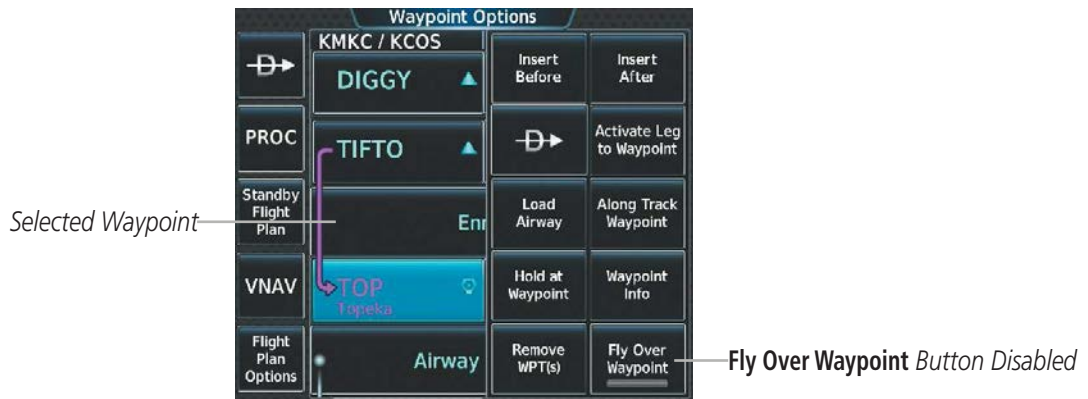 Waypoint Options
KMKC / KCOS
D
DIGGY
Insert
Before
Insert
After
PROC
TIFTO
D
Activate Leg
to Waypoint
Selected Waypoint
Standby
Flight
Plan
Enr
Load
Airway
Along Track
Waypoint
VNAV
TOP
Topeka
Hold at
Waypoint
Waypoint
Info
Flight
Plan
Options
Airway
Remove
WPT(s)
Fly Over
Waypoint
Fly Over Waypoint Button Disabled